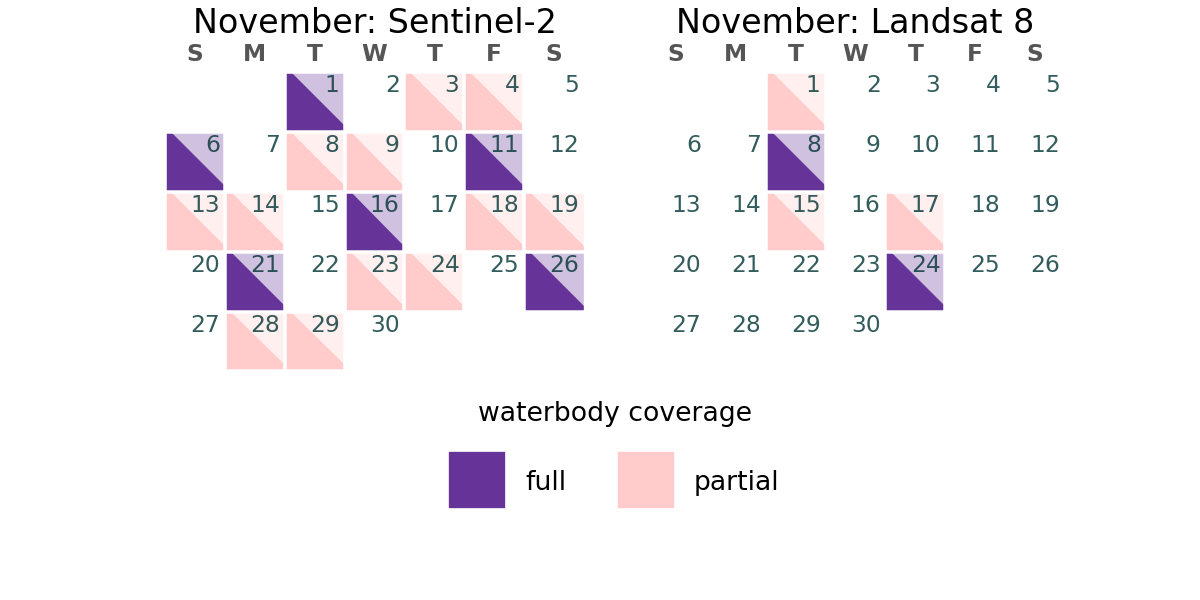 November: Sentinel-2
S M T W T F S
1 2 3 4 5
6 7 8 9 10 11 12
13 14 15 16 17 18 19
20 21 22 23 24 25 26
27 28 29 30
November: Landsat 8
S M T W T F S
1 2 3 4 5
6 7 8 9 10 11 12
13 14 15 16 17 18 19
20 21 22 23 24 25 26
27 28 29 30
waterbody coverage
full
partial